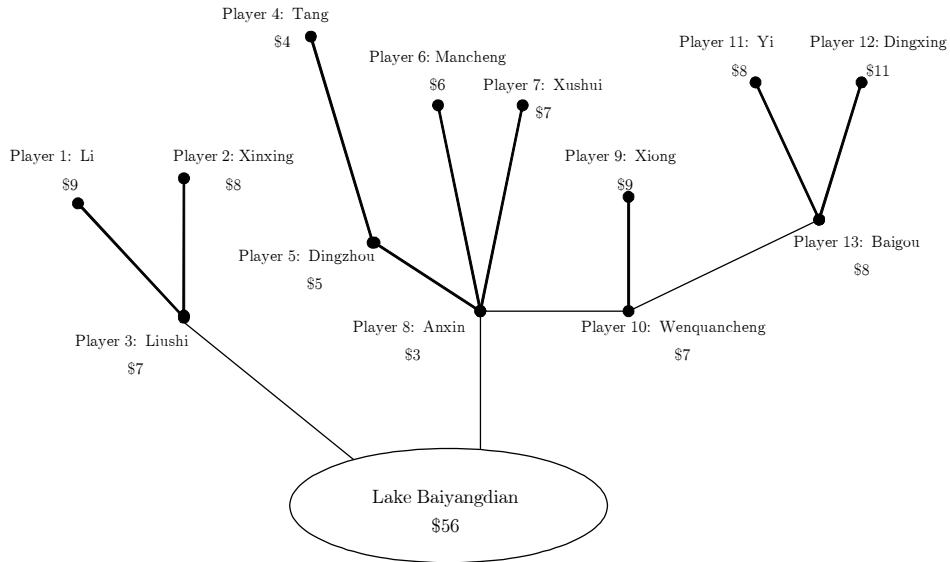 Player 4: Tang
$4
Player 6: Mancheng
$6
Player 7: Xushui
$7
Player 11: Yi
$8
Player 12: Dingxing
$11
Player 1: Li
$9
Player 2: Xinxing
$8
Player 9: Xiong
$9
Player 5: Dingzhou
$5
Player 13: Baigou
$8
Player 3: Liushi
$7
Player 8: Anxin
$3
Player 10: Wenquancheng
$7
Lake Baiyangdian
$56